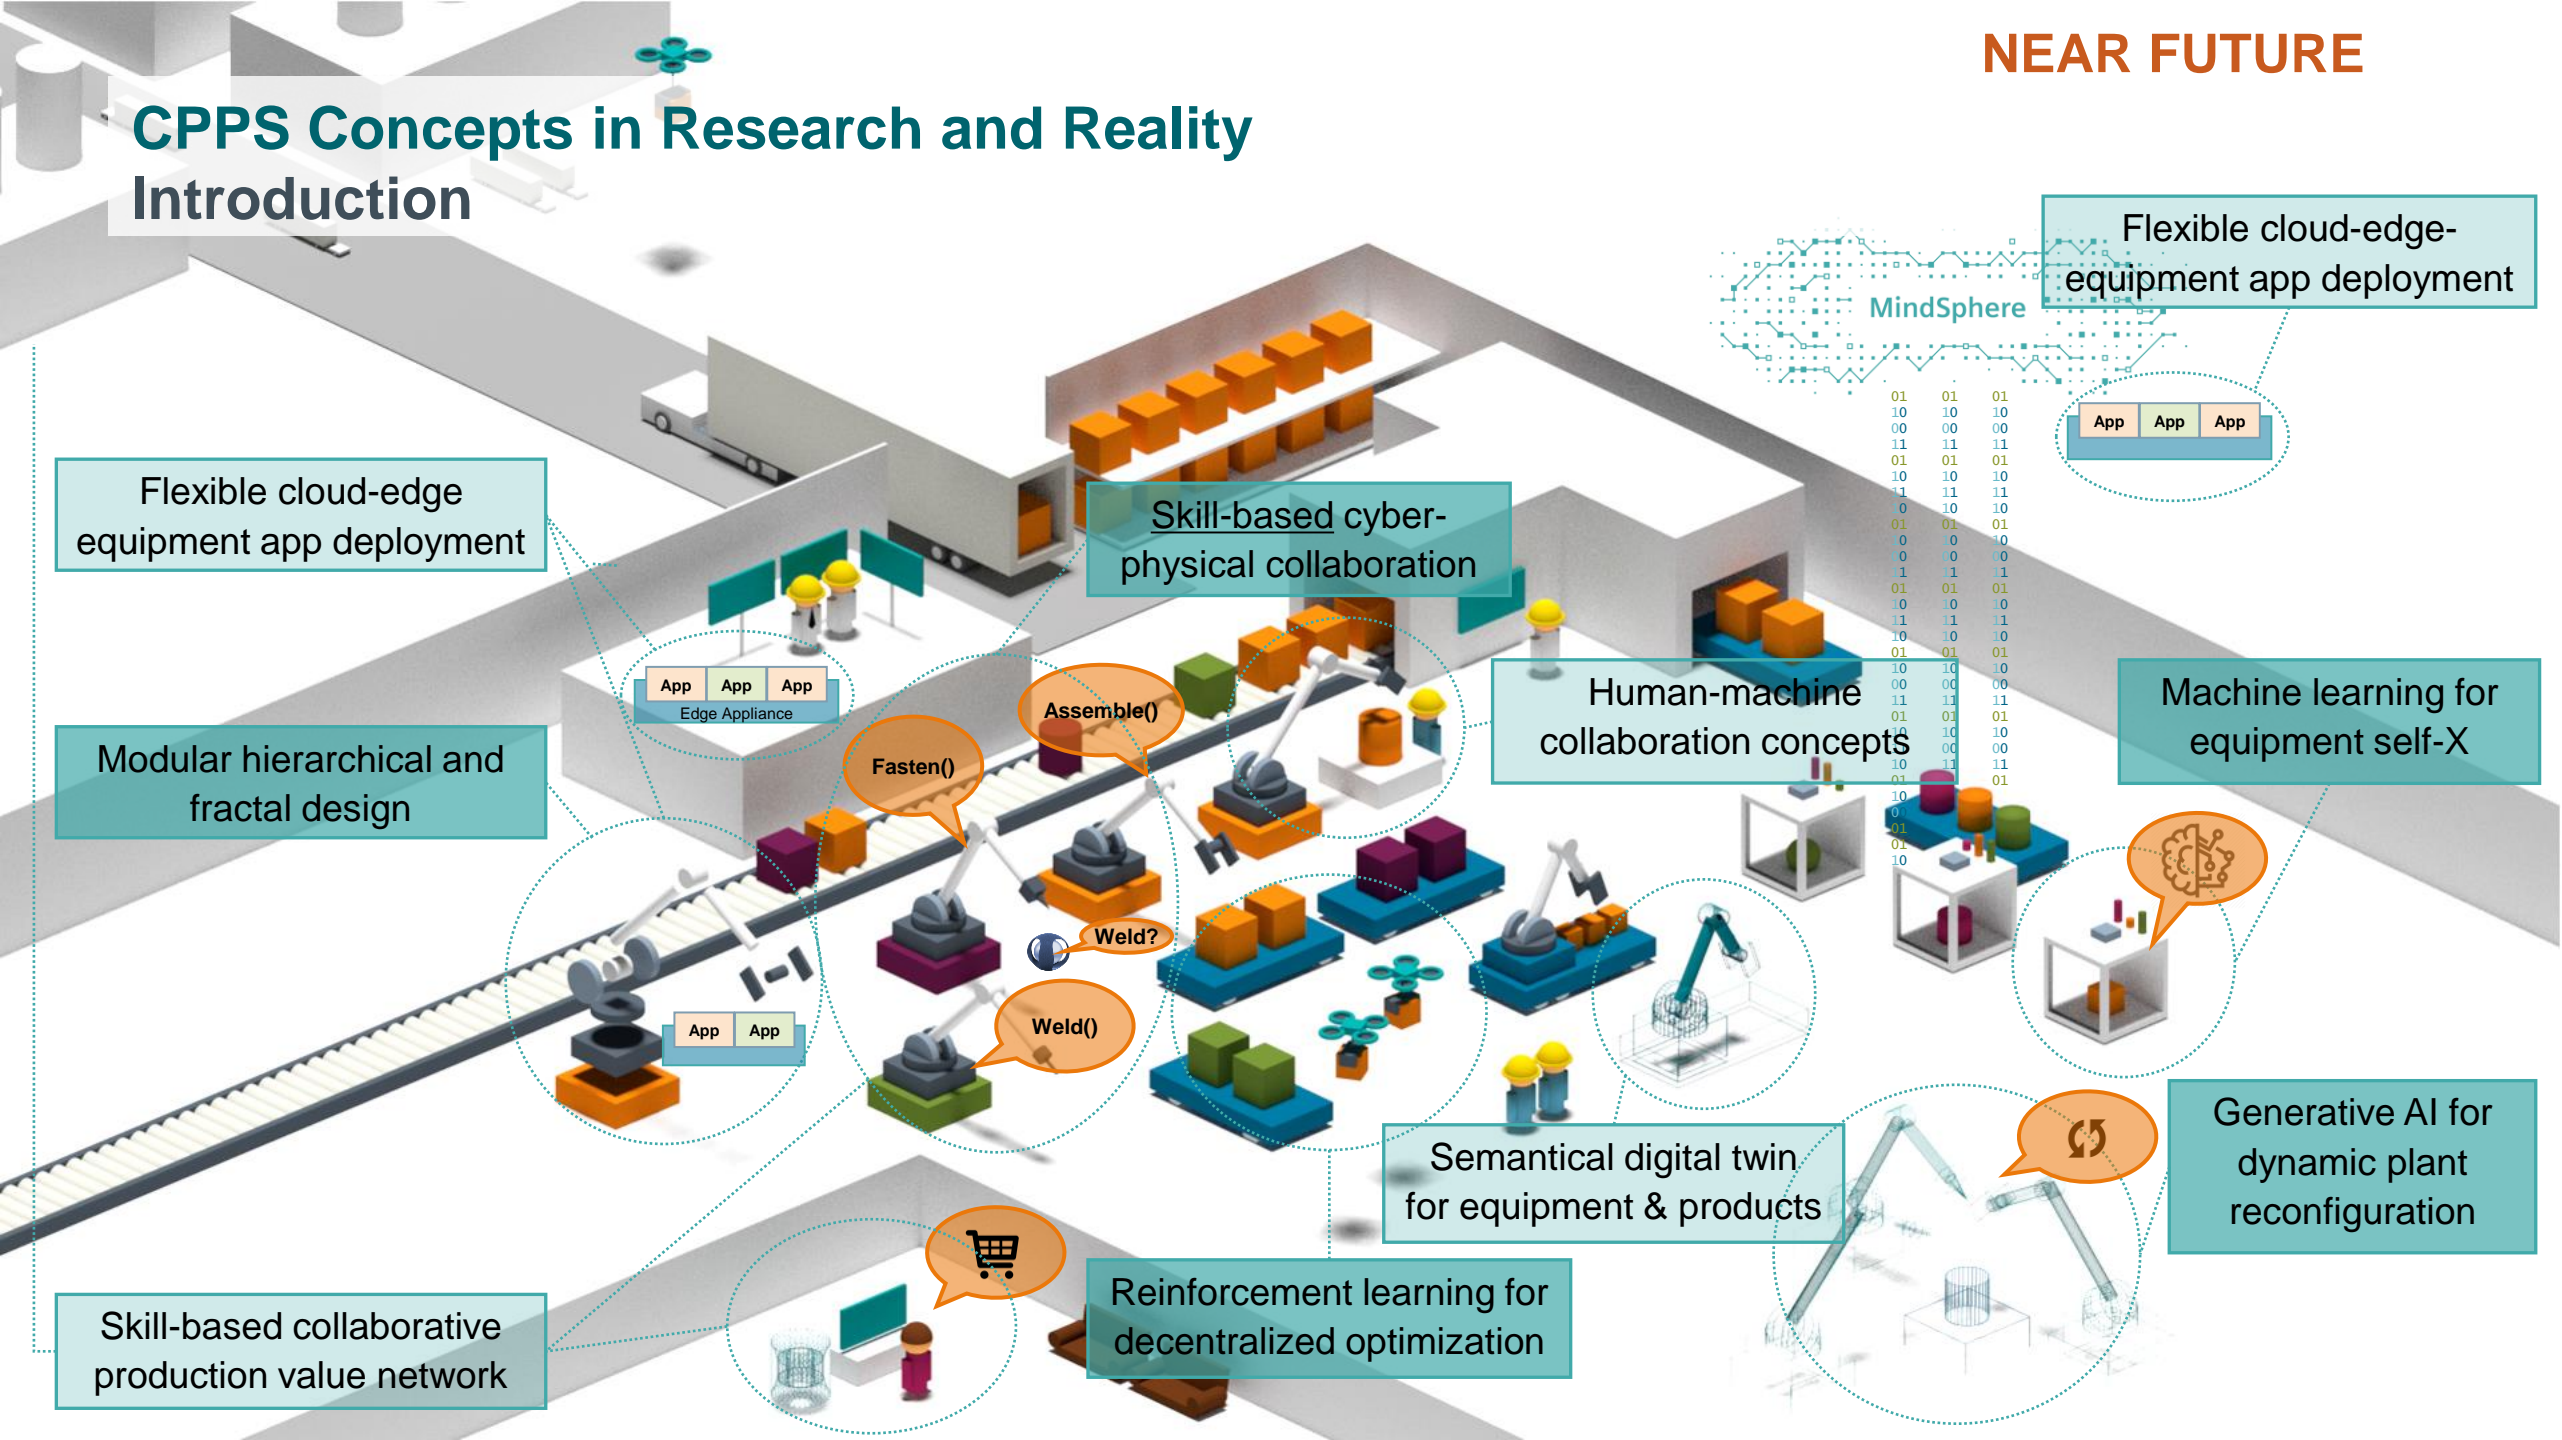 NEAR FUTURE
CPPS Concepts in Research and Reality
Introduction
Flexible cloud-edge-
equipment app deployment
MindSphere
App App App
Flexible cloud-edge
equipment app deployment
Skill-based cyber-
physical collaboration
App App App
Edge Appliance
Assemble()
Human-machine
collaboration concepts
Machine learning for
equipment self-X
Modular hierarchical and
fractal design
Fasten()
Weld?
App App
Weld()
Generative AI for
dynamic plant
reconfiguration
Semantical digital twin
for equipment & products
Reinforcement learning for
decentralized optimization
Skill-based collaborative
production value network